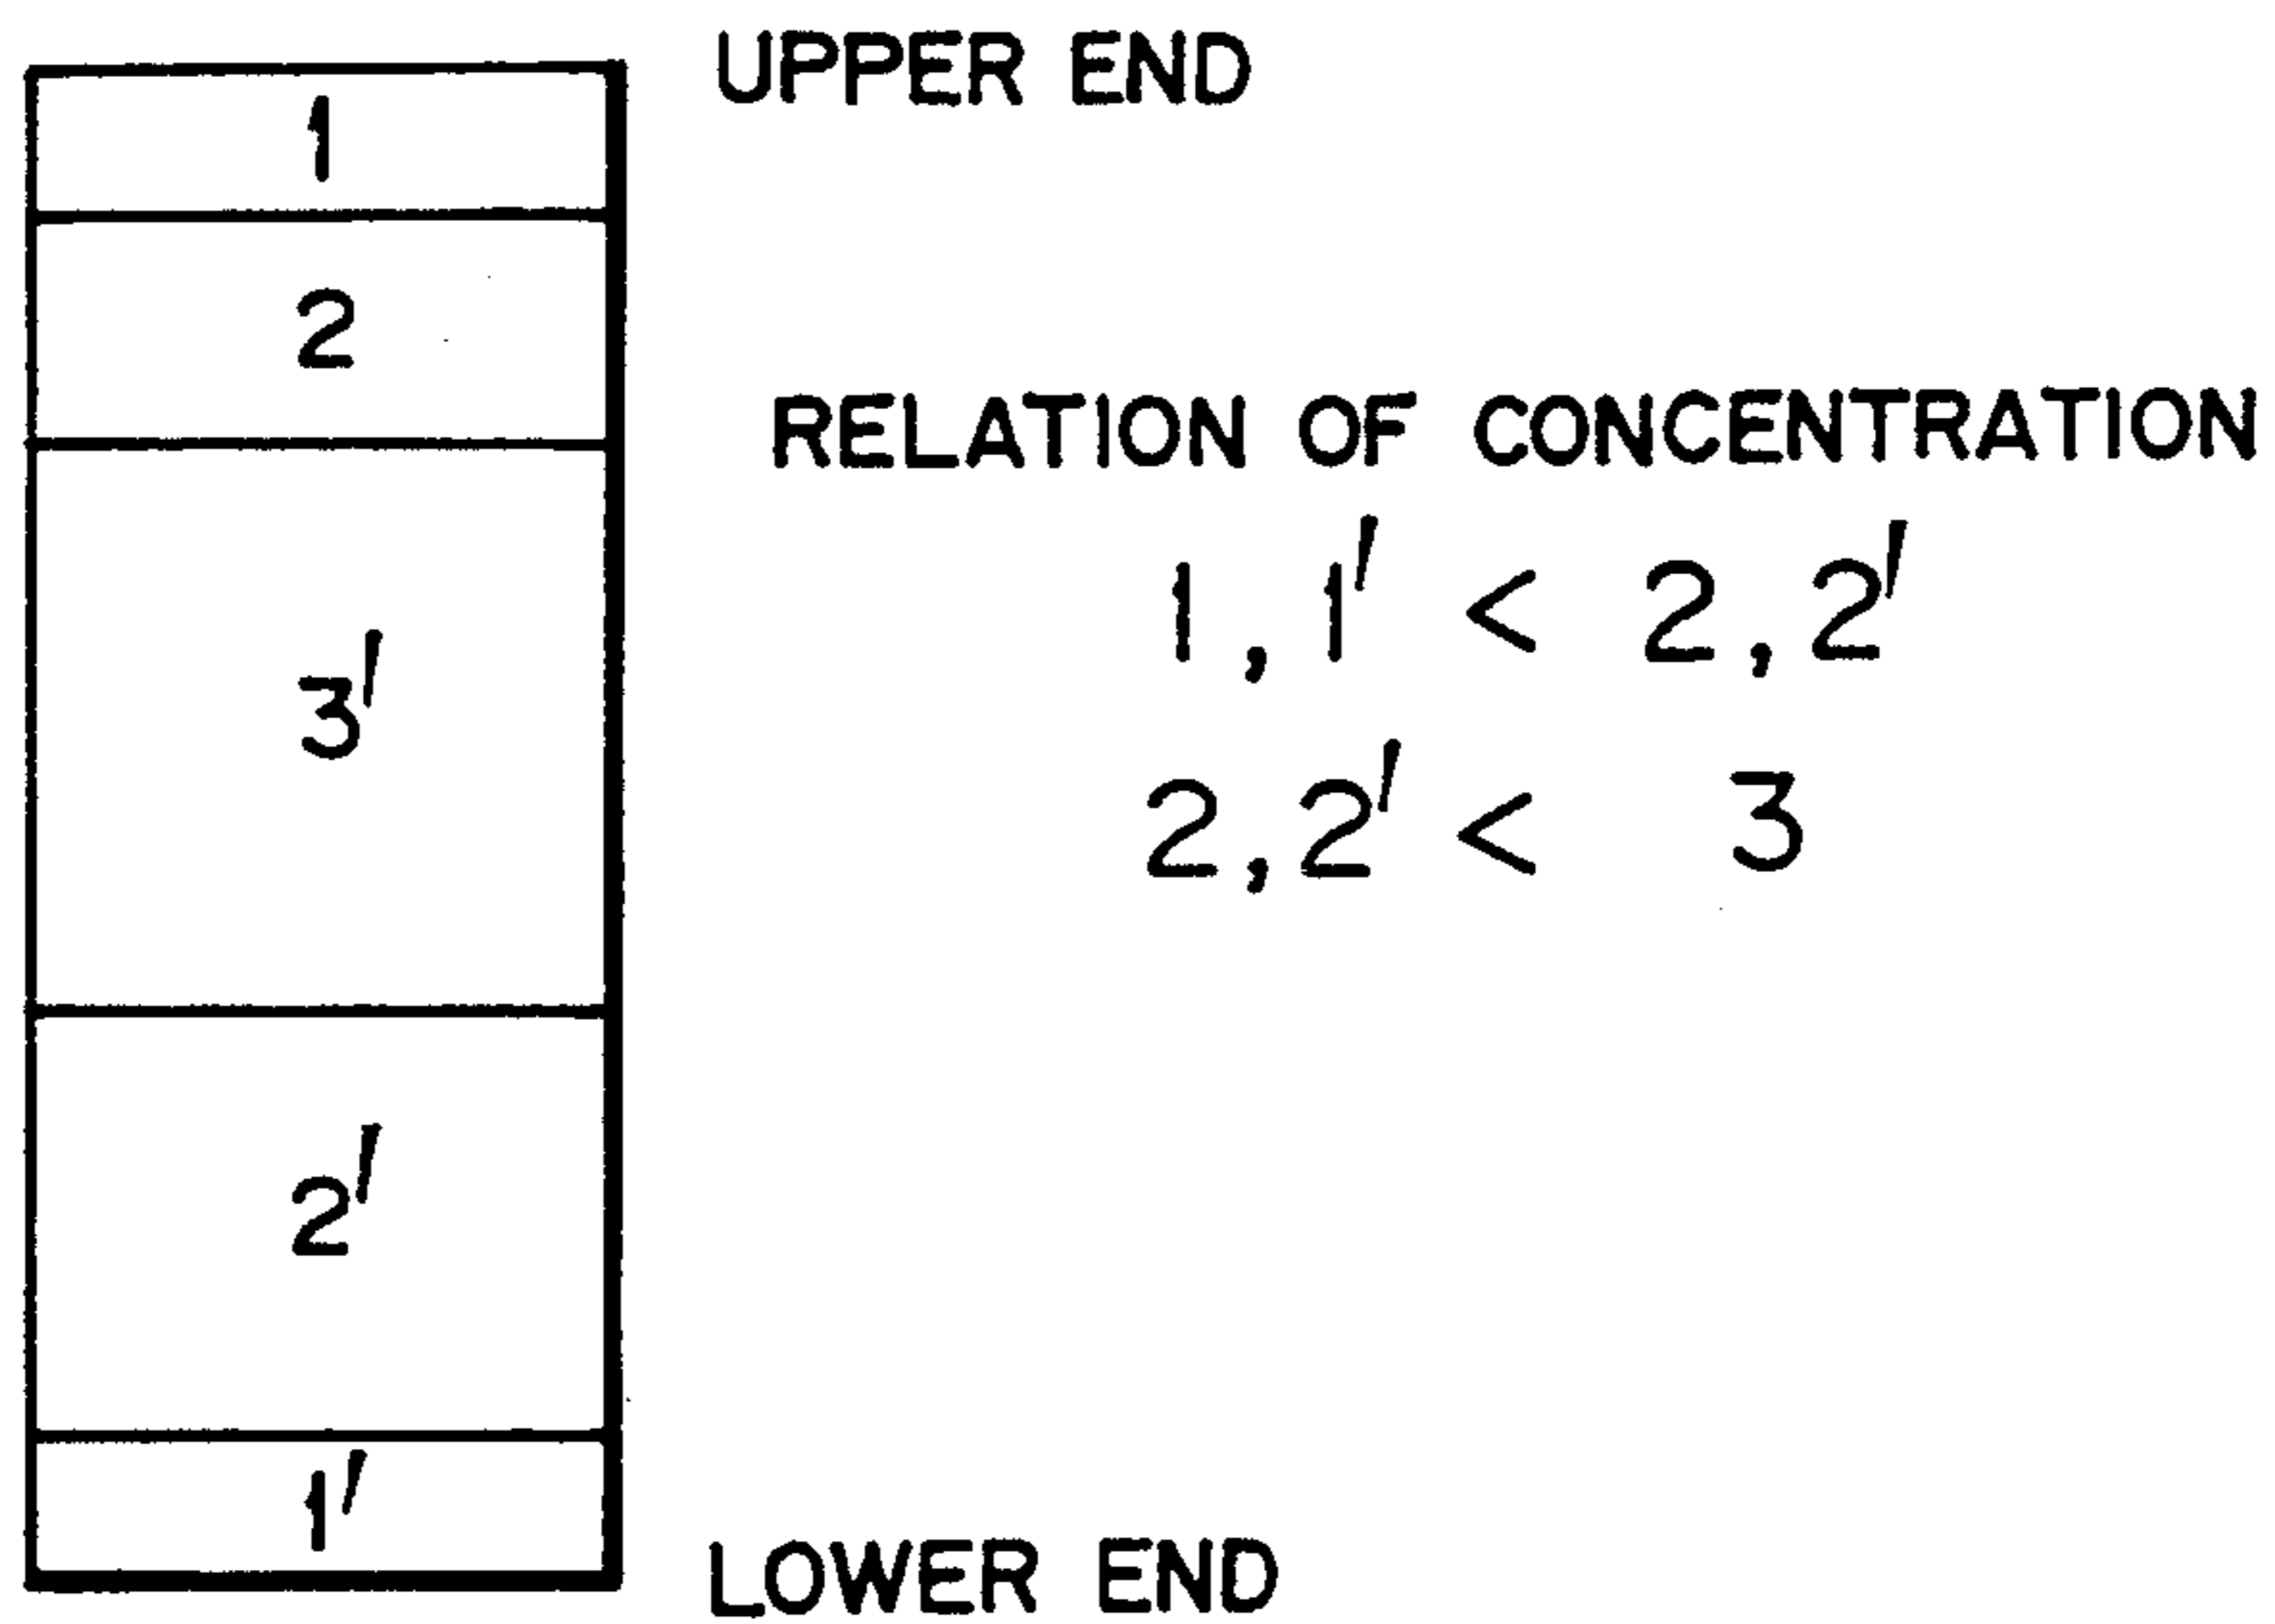 UPPER END
1
2
RELATION OF CONCENTRATION
1, 1' < 2, 2'
3'
2, 2' < 3
2'
1'
LOWER END